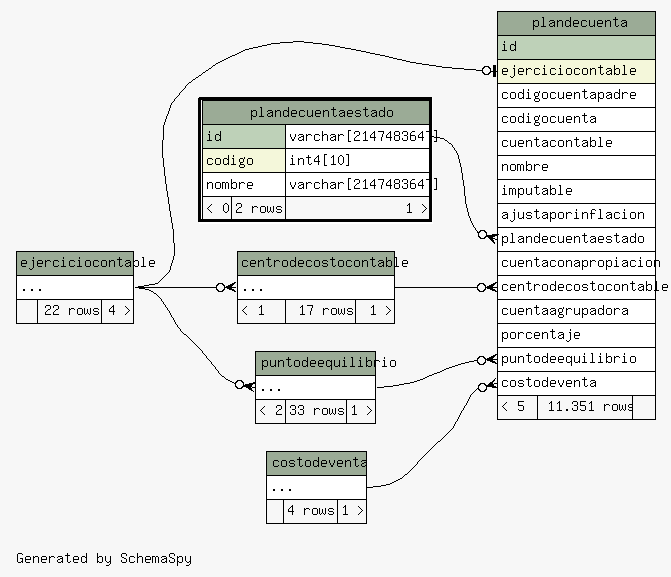 plandecuenta
id
ejerciciocontable
codigocuentapadre
codigocuenta
cuentacontable
nombre
imputable
ajustaporinflacion
plandecuentaestado
cuentaconapropiacion
centrodecostocontable
cuentaagrupadora
porcentaje
puntodeequilibrio
costodeventa
< 5 11.351 rows
plandecuentaestado
id varchar[2147483647]
codigo int4[10]
nombre varchar[2147483647]
< 0 2 rows 1 >
ejerciciocontable
...
22 rows 4 >
centrodecostocontable
...
< 1 17 rows 1 >
puntodeequilibrio
...
< 2 33 rows 1 >
costodeventa
...
4 rows 1 >
Generated by SchemaSpy